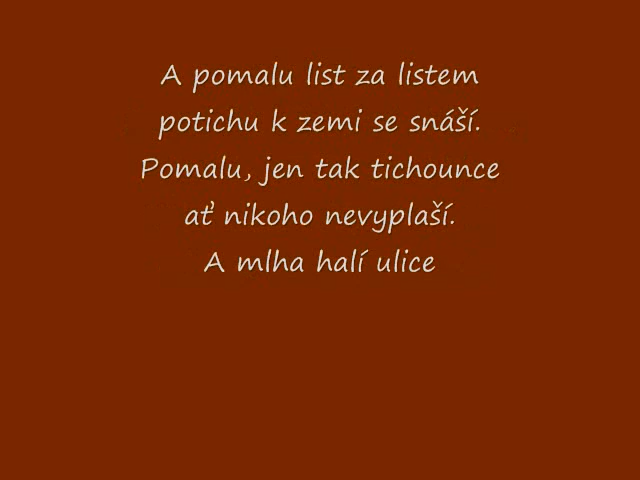 A pomalu list za listem
potichu k zemi se snáší.
Pomalu, jen tak tichounce
ať nikoho nevyplaší.
A mlha halí ulice